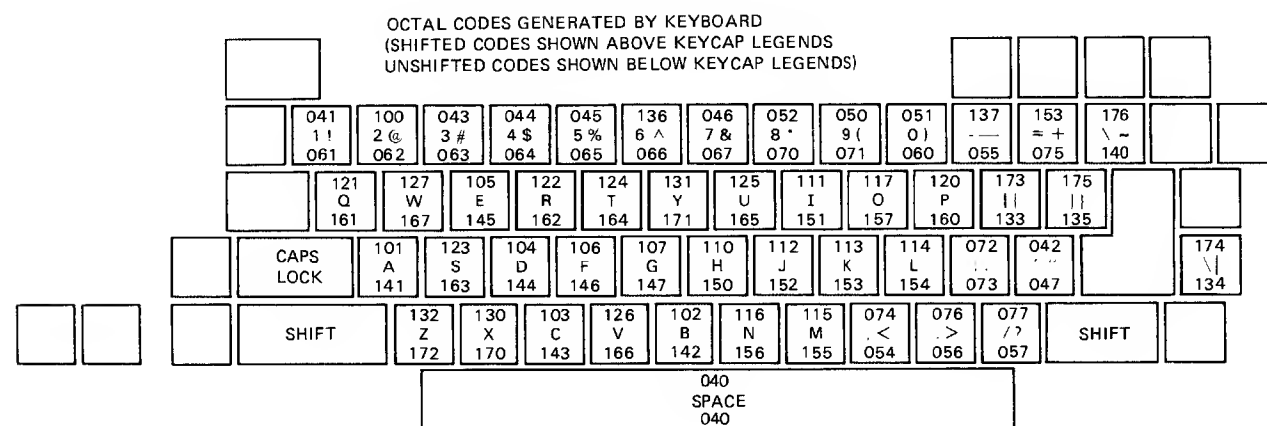 OCTAL CODES GENERATED BY KEYBOARD
(SHIFTED CODES SHOWN ABOVE KEYCAP LEGENDS
UNSHIFTED CODES SHOWN BELOW KEYCAP LEGENDS)
041 100 043 044 045 136 046 052 050 051 137 153 176
1 ! 2 @ 3 # 4 $ 5 % 6 ^ 7 & 8 * 9 ( 0 ) - — = + \ ~
061 062 063 064 065 066 067 070 071 060 055 075 140
121 127 105 122 124 131 125 111 117 120 173 175
Q W E R T Y U I O P
161 167 145 162 164 171 165 151 157 160 133 135
101 123 104 106 107 110 112 113 114 072 042 174
CAPS LOCK A S D F G H J K L ' " \ |
141 163 144 146 147 150 152 153 154 073 047 134
132 130 103 126 102 116 115 074 076 077
SHIFT Z X C V B N M . < . > / ? SHIFT
172 170 143 166 142 156 155 054 056 057
040
SPACE
040